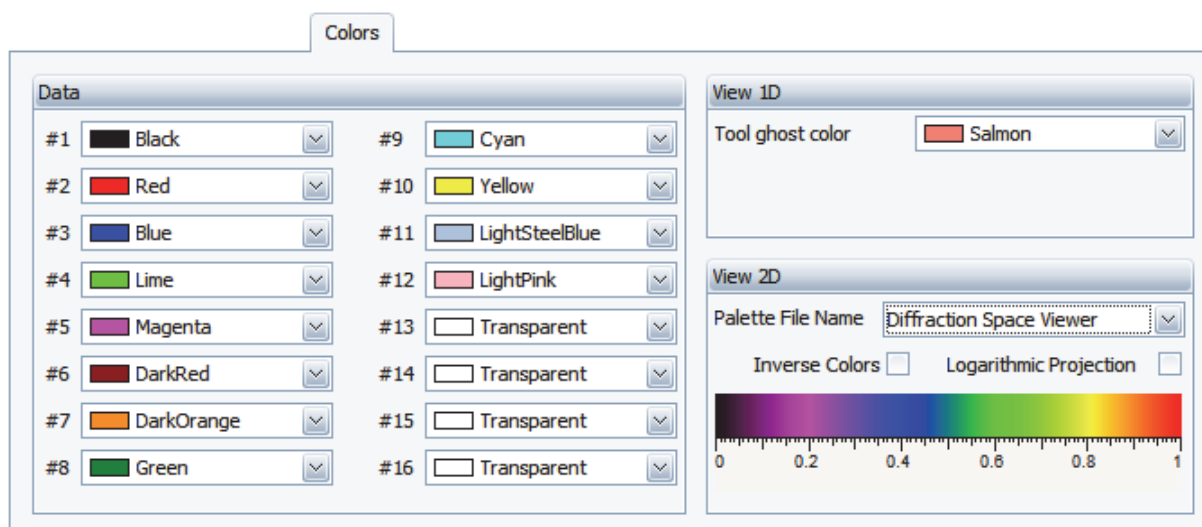 Colors
Data
#1 Black
#2 Red
#3 Blue
#4 Lime
#5 Magenta
#6 DarkRed
#7 DarkOrange
#8 Green
#9 Cyan
#10 Yellow
#11 LightSteelBlue
#12 LightPink
#13 Transparent
#14 Transparent
#15 Transparent
#16 Transparent
View 1D
Tool ghost color Salmon
View 2D
Palette File Name Diffraction Space Viewer
Inverse Colors Logarithmic Projection
0 0.2 0.4 0.6 0.8 1